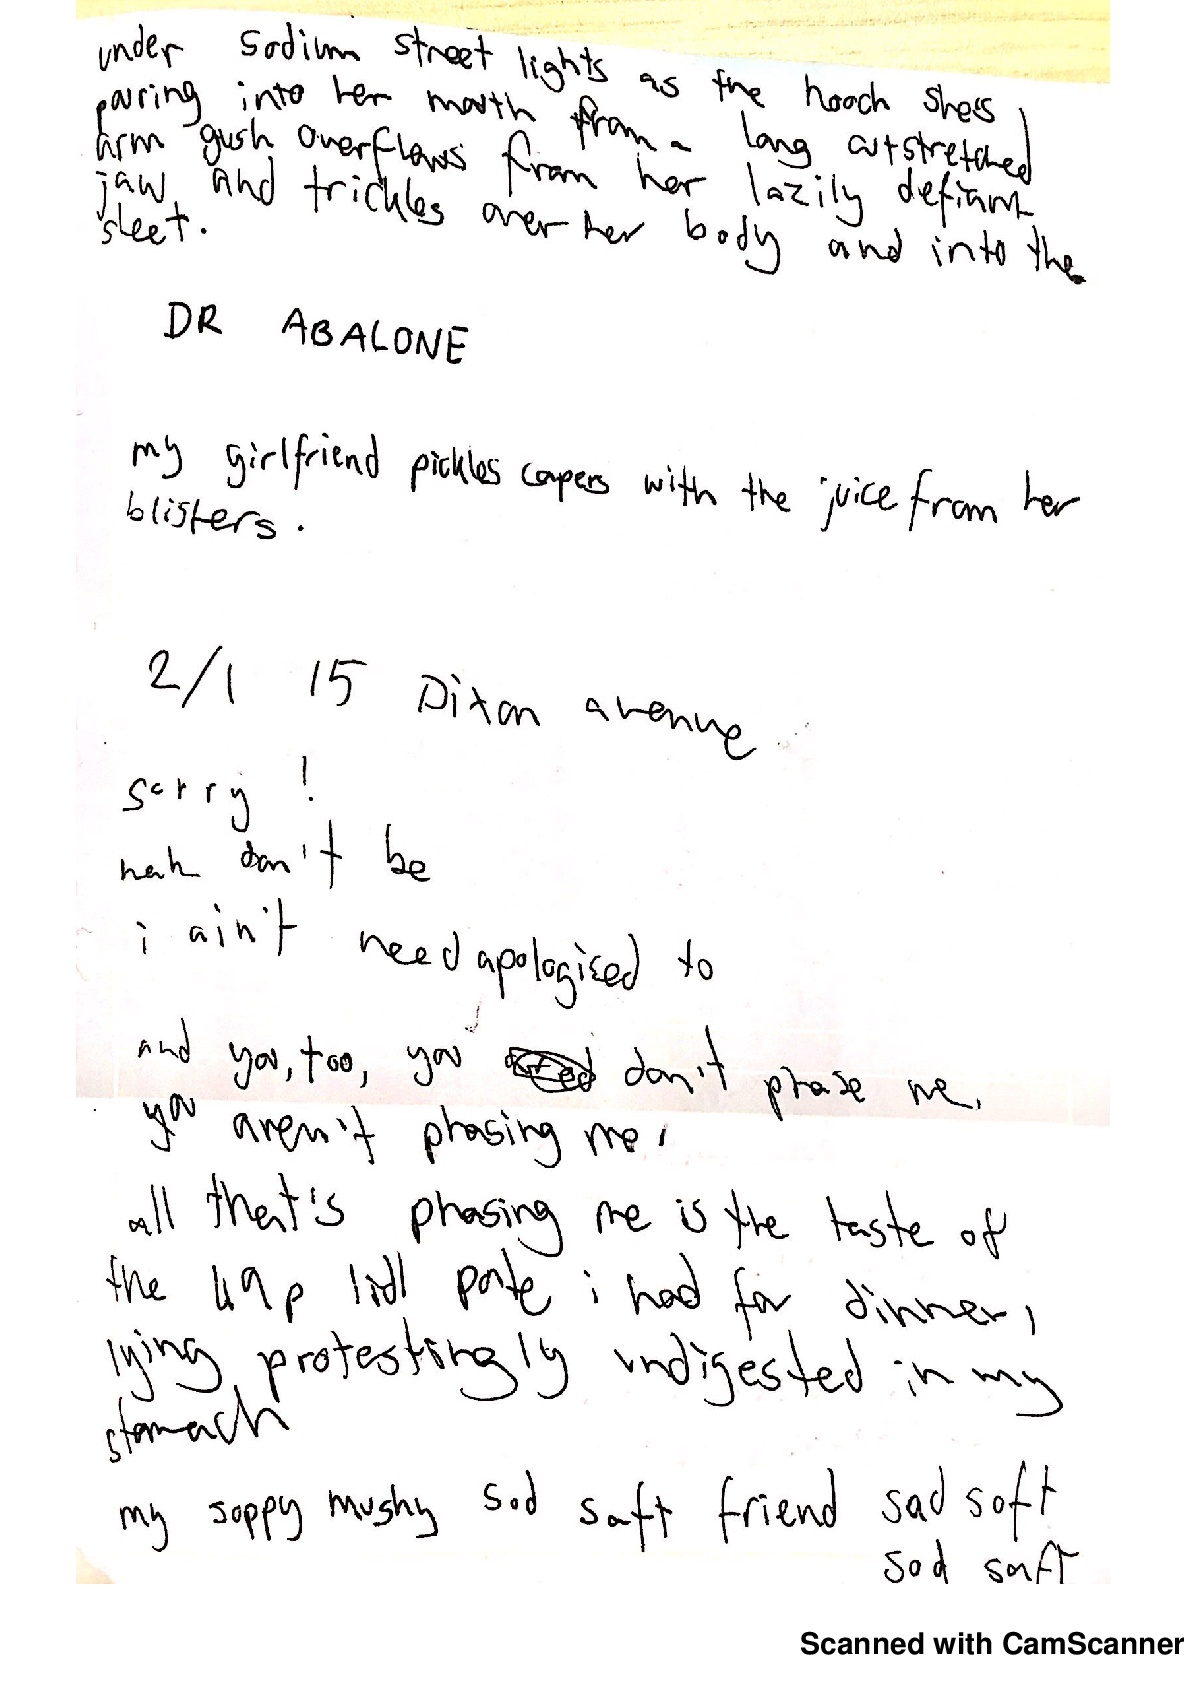 under sodium street lights as the hooch shes
pouring into her mouth from a long outstretched
arm gush overflows from her lazily defiant
jaw and trickles over her body and into the
sleet.
DR ABALONE
my girlfriend pickles capers with the juice from her
blisters.
2/1 15 Dixon avenue
sorry !
nah don't be
i ain't need apologised to
and you, too, you don't phase me,
you aren't phasing me,
all that's phasing me is the taste of
the 49p lidl pate i had for dinner,
lying protestingly undigested in my
stomach
my soppy mushy sod soft friend sad soft
sod soft
Scanned with CamScanner